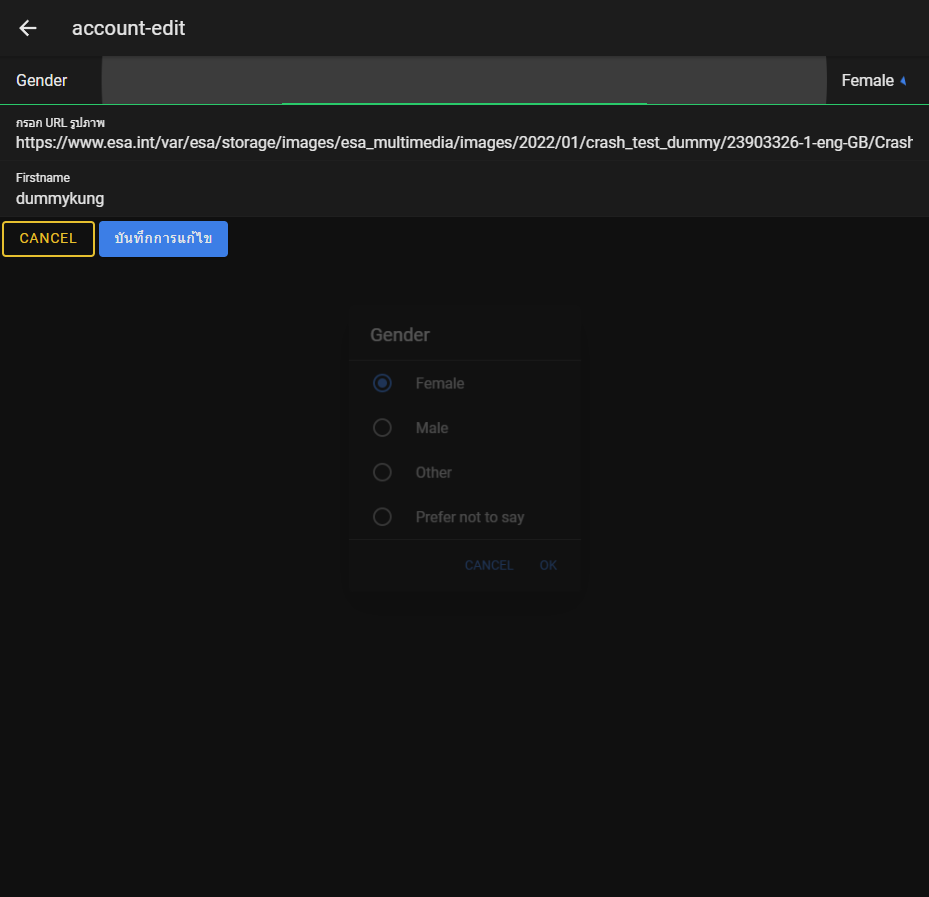 account-edit
Gender
Female
กรอก URL รูปภาพ
https://www.esa.int/var/esa/storage/images/esa_multimedia/images/2022/01/crash_test_dummy/23903326-1-eng-GB/Crash
Firstname
dummykung
CANCEL
บันทึกการแก้ไข
Gender
Female
Male
Other
Prefer not to say
CANCEL
OK